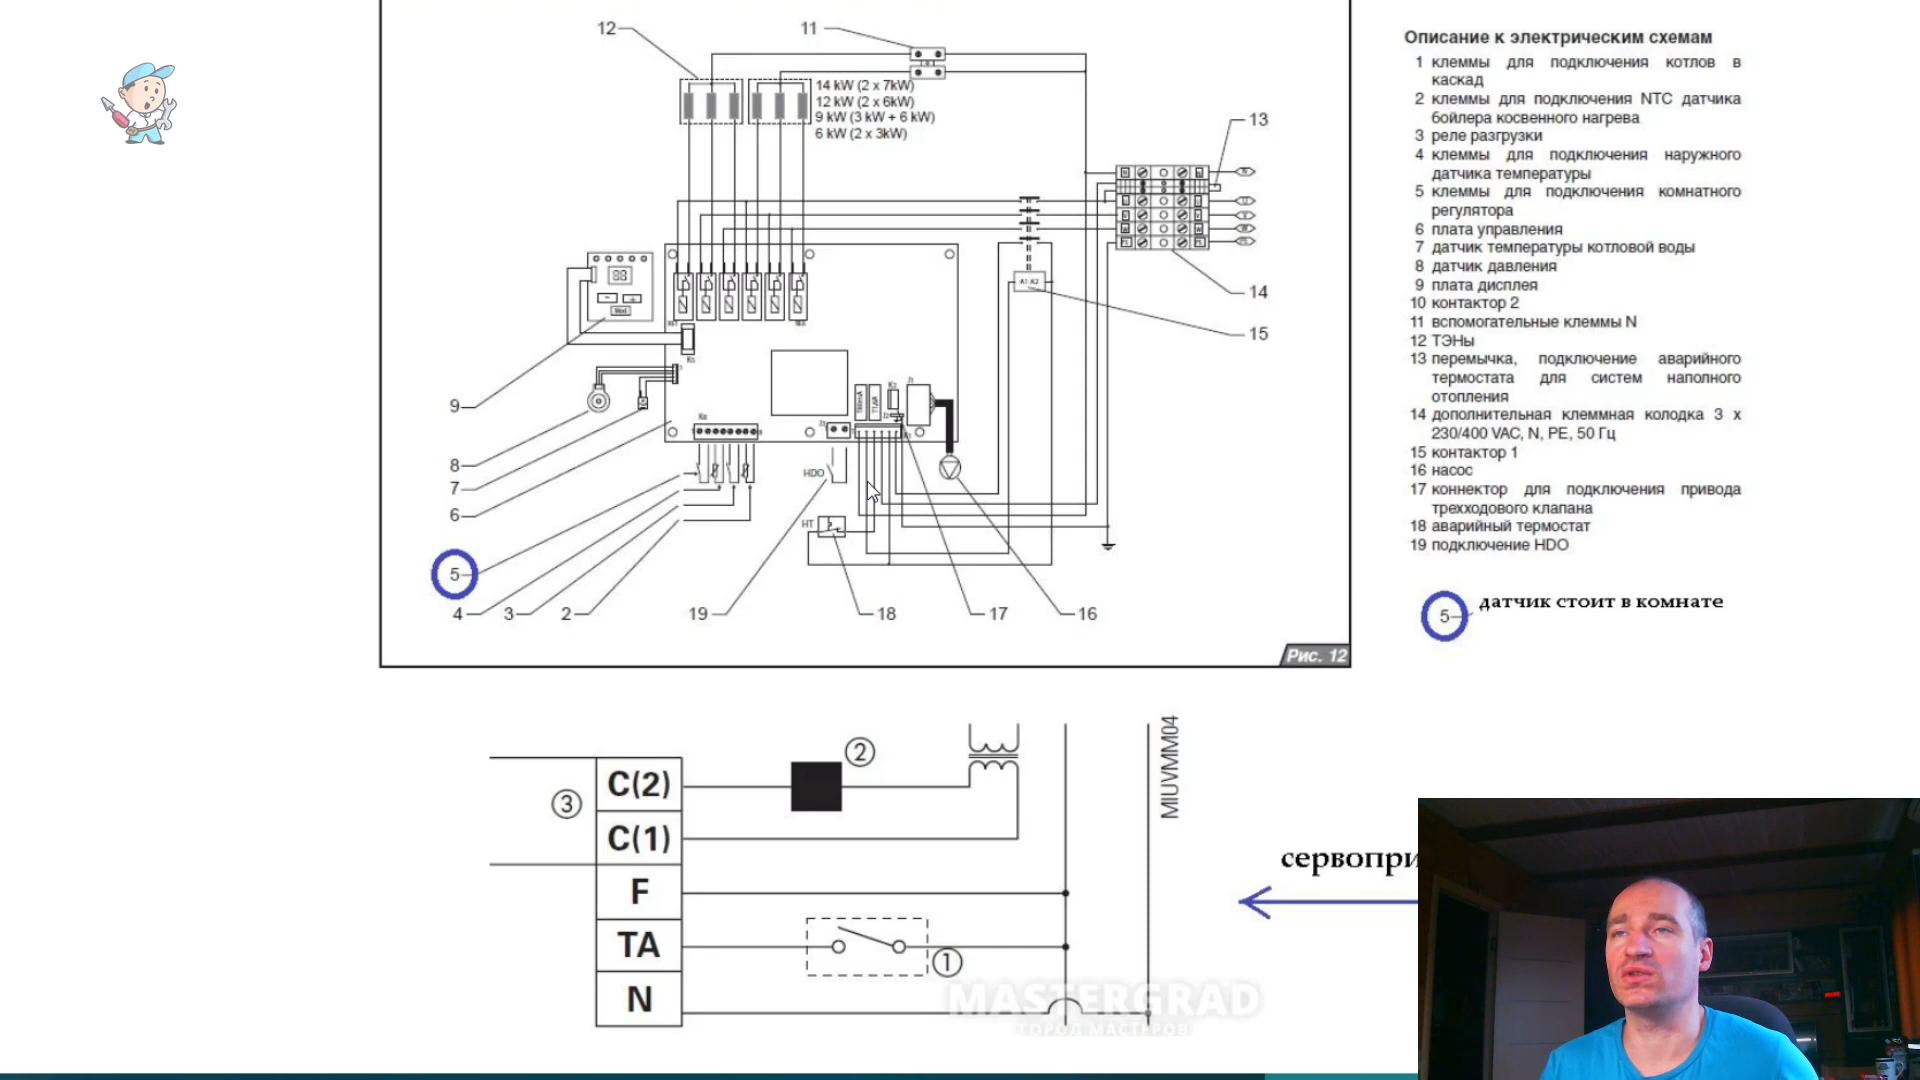 12
11
14 kW (2 x 7kW)
12 kW (2 x 6kW)
9 kW (3 kW + 6 kW)
6 kW (2 x 3kW)
13
14
15
9
8
7
6
5
4
3
2
19
18
17
16
HDO
HT
A1 A2
Рис. 12
Описание к электрическим схемам
1 клеммы для подключения котлов в
каскад
2 клеммы для подключения NTC датчика
бойлера косвенного нагрева
3 реле разгрузки
4 клеммы для подключения наружного
датчика температуры
5 клеммы для подключения комнатного
регулятора
6 плата управления
7 датчик температуры котловой воды
8 датчик давления
9 плата дисплея
10 контактор 2
11 вспомогательные клеммы N
12 ТЭНы
13 перемычка, подключение аварийного
термостата для систем наполного
отопления
14 дополнительная клеммная колодка 3 х
230/400 VAC, N, PE, 50 Гц
15 контактор 1
16 насос
17 коннектор для подключения привода
трехходового клапана
18 аварийный термостат
19 подключение HDO
5 датчик стоит в комнате
C(2)
C(1)
F
TA
N
3
2
1
MIUVMM04
сервопри
MASTERGRAD
ГОРОД МАСТЕРОВ